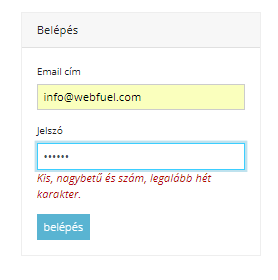 Belépés
Email cím
info@webfuel.com
Jelszó
••••••
Kis, nagybetű és szám, legalább hét
karakter.
belépés